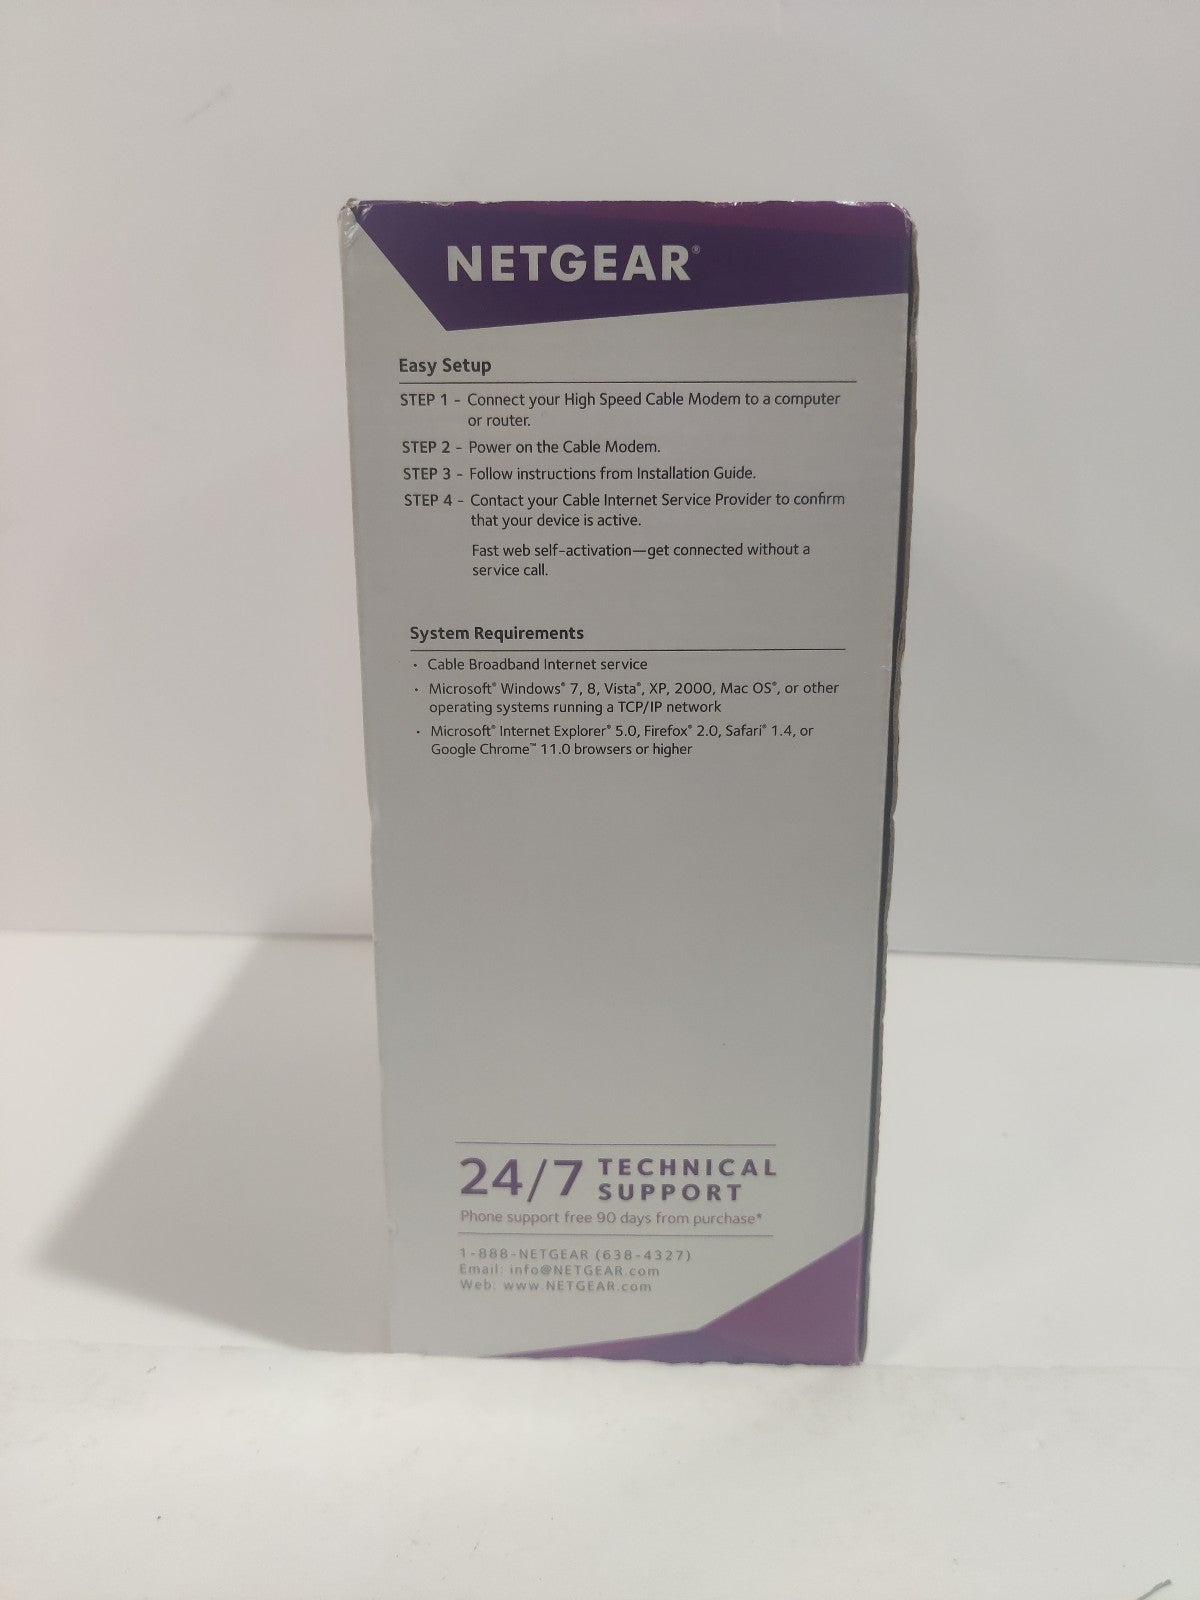 NETGEAR®
Easy Setup
STEP 1 - Connect your High Speed Cable Modem to a computer
or router.
STEP 2 - Power on the Cable Modem.
STEP 3 - Follow instructions from Installation Guide.
STEP 4 - Contact your Cable Internet Service Provider to confirm
that your device is active.
Fast web self-activation—get connected without a
service call.
System Requirements
· Cable Broadband Internet service
· Microsoft® Windows® 7, 8, Vista®, XP, 2000, Mac OS®, or other
operating systems running a TCP/IP network
· Microsoft® Internet Explorer® 5.0, Firefox® 2.0, Safari® 1.4, or
Google Chrome™ 11.0 browsers or higher
24/7 TECHNICAL
SUPPORT
Phone support free 90 days from purchase*
1-888-NETGEAR (638-4327)
Email: info@NETGEAR.com
Web: www.NETGEAR.com